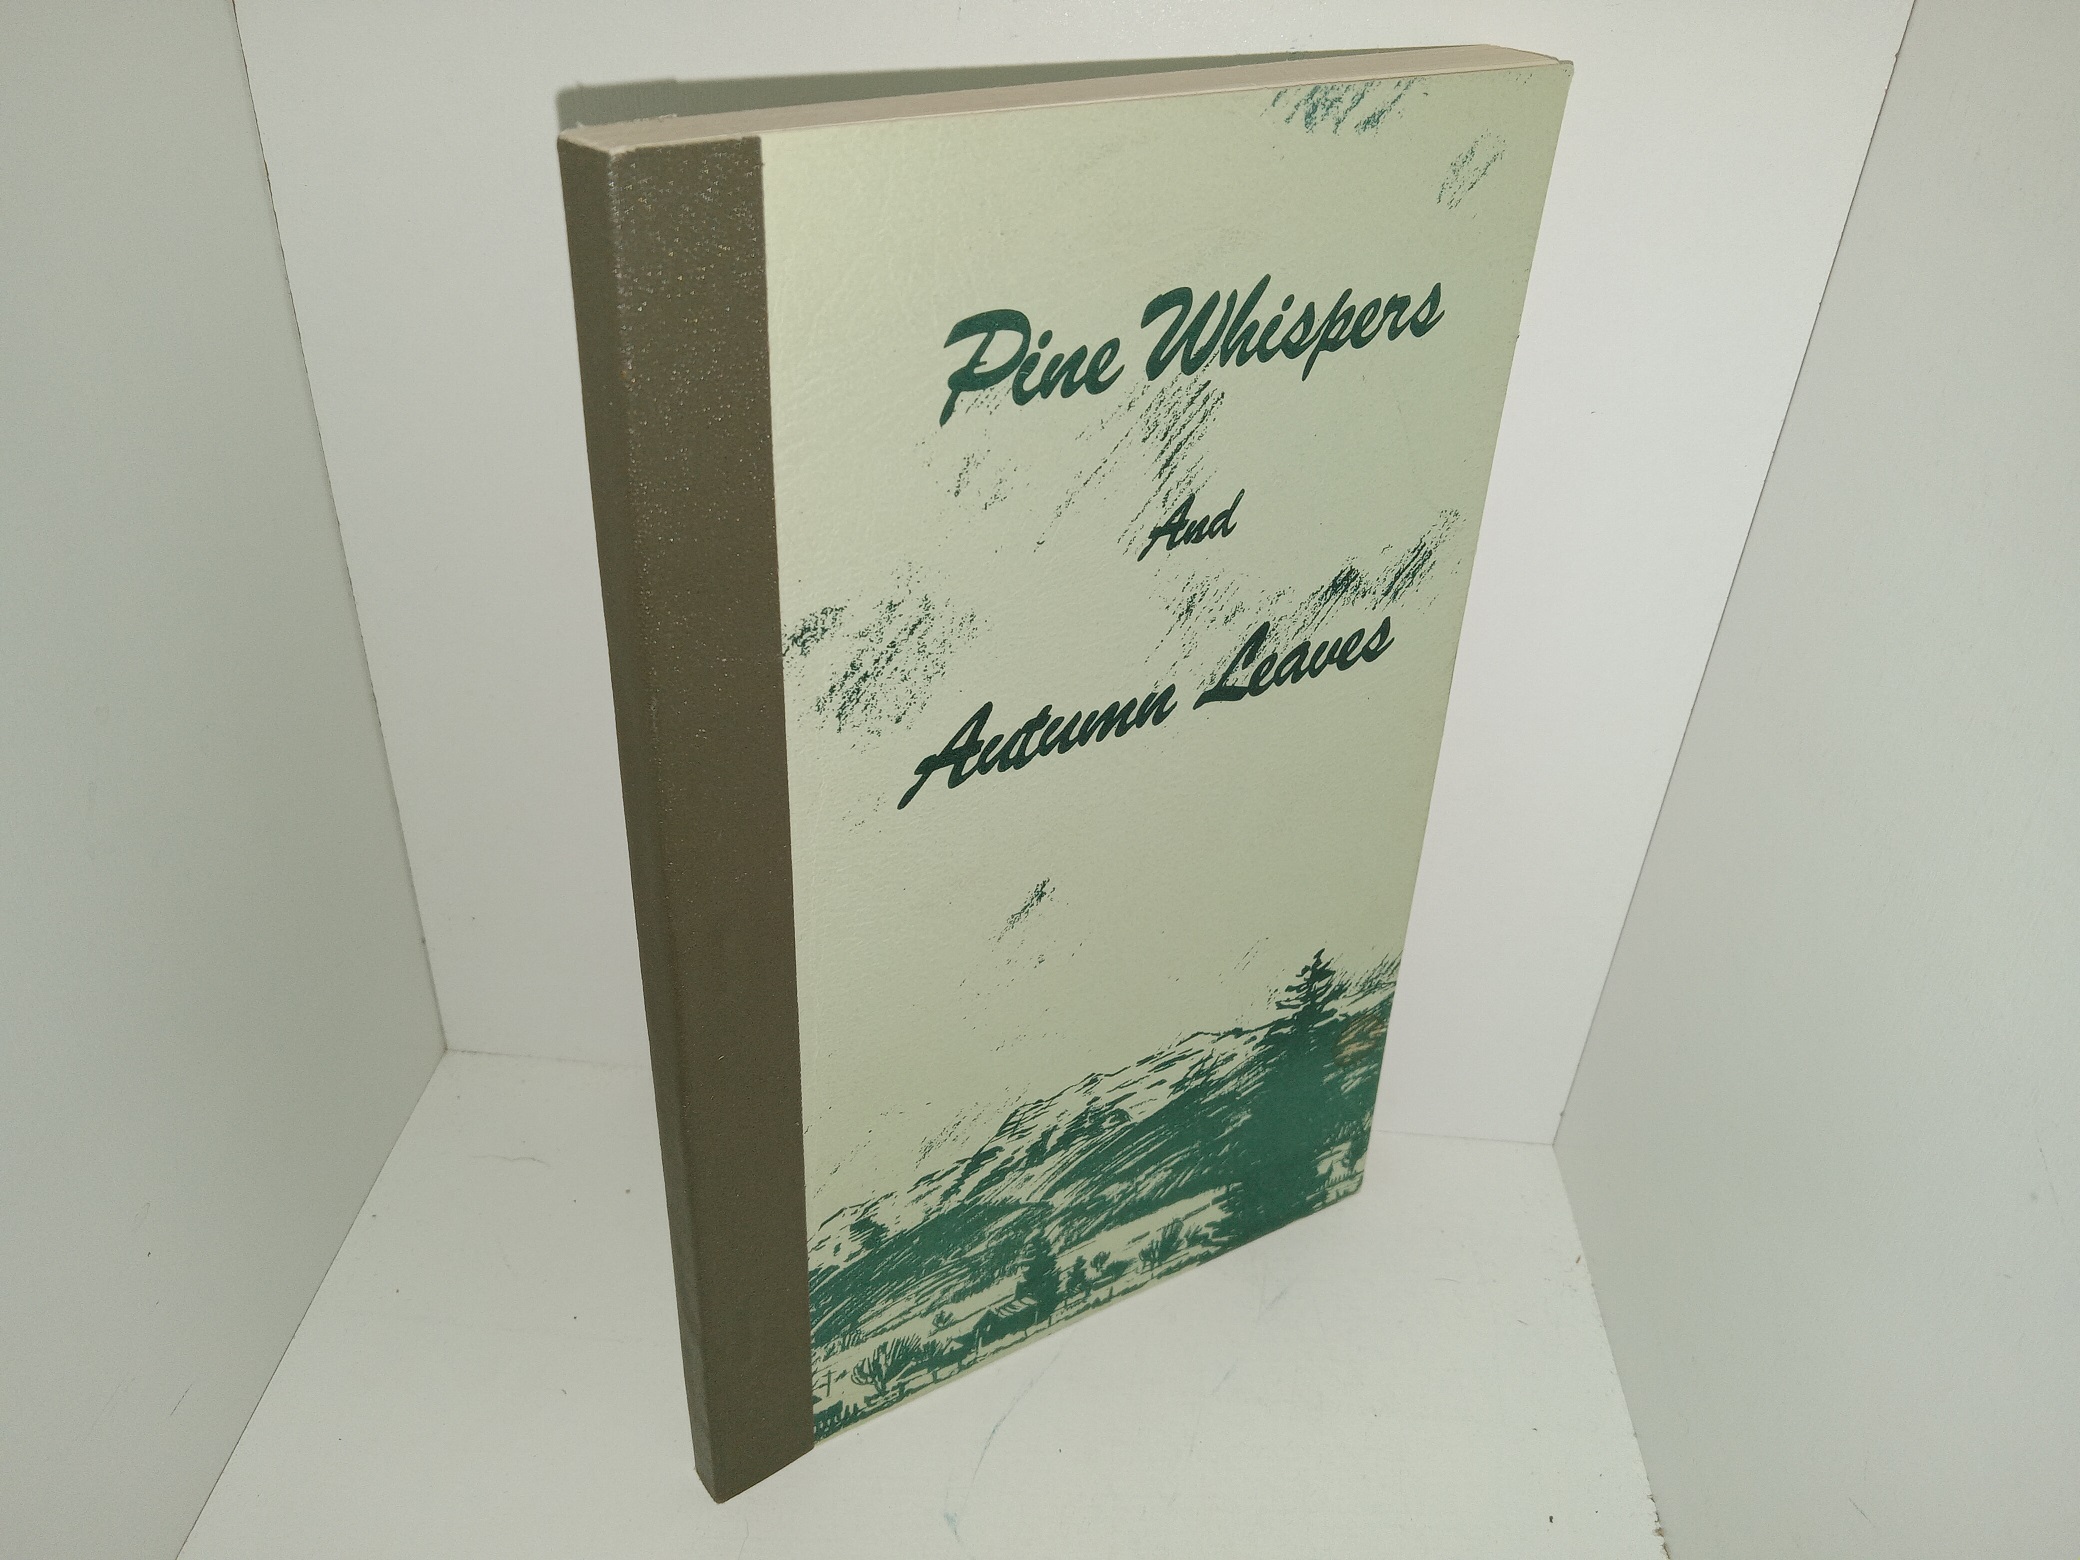 Pine Whispers
And
Autumn Leaves